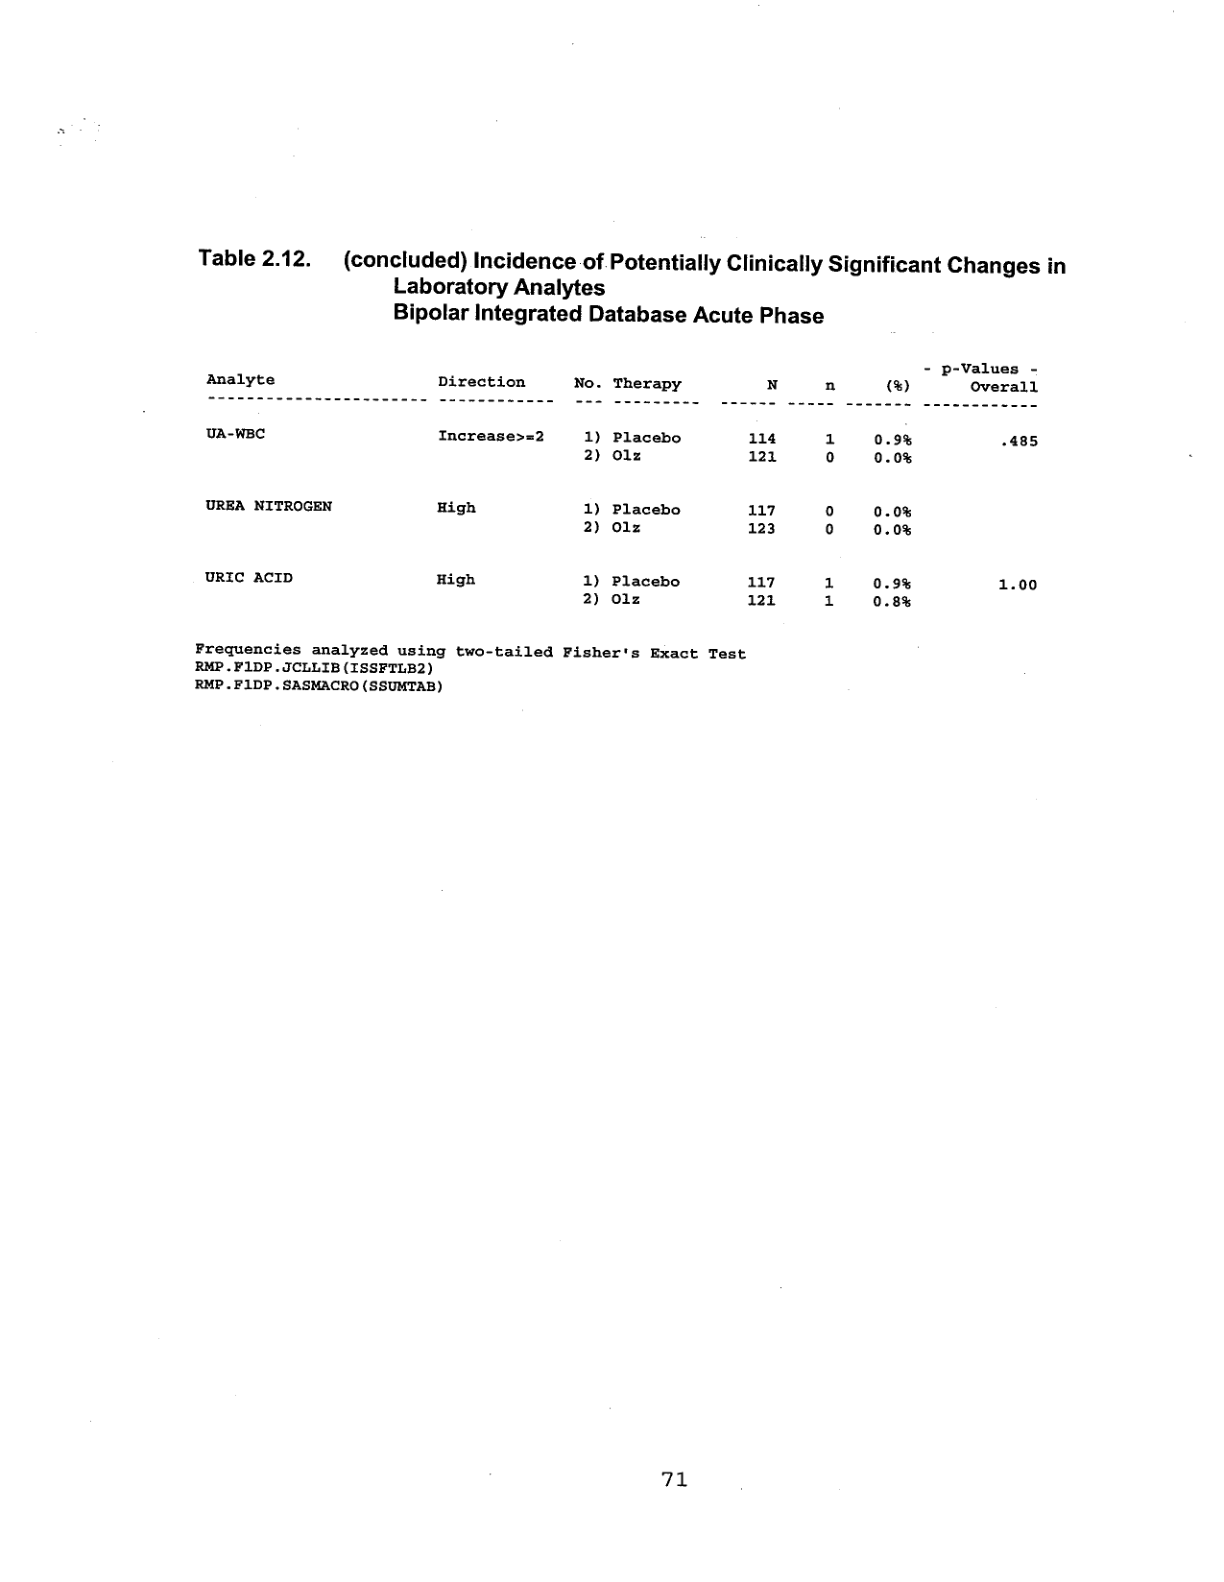 Table 2.12. (concluded) Incidence of Potentially Clinically Significant Changes in
Laboratory Analytes
Bipolar Integrated Database Acute Phase
- p-Values -
Analyte Direction No. Therapy N n (%) Overall
----------------------- ------------ --- --------- ------ ----- ------- ------------
UA-WBC Increase>=2 1) Placebo 114 1 0.9% .485
2) Olz 121 0 0.0%
UREA NITROGEN High 1) Placebo 117 0 0.0%
2) Olz 123 0 0.0%
URIC ACID High 1) Placebo 117 1 0.9% 1.00
2) Olz 121 1 0.8%
Frequencies analyzed using two-tailed Fisher's Exact Test
RMP.F1DP.JCLLIB(ISSFTLB2)
RMP.F1DP.SASMACRO(SSUMTAB)
71